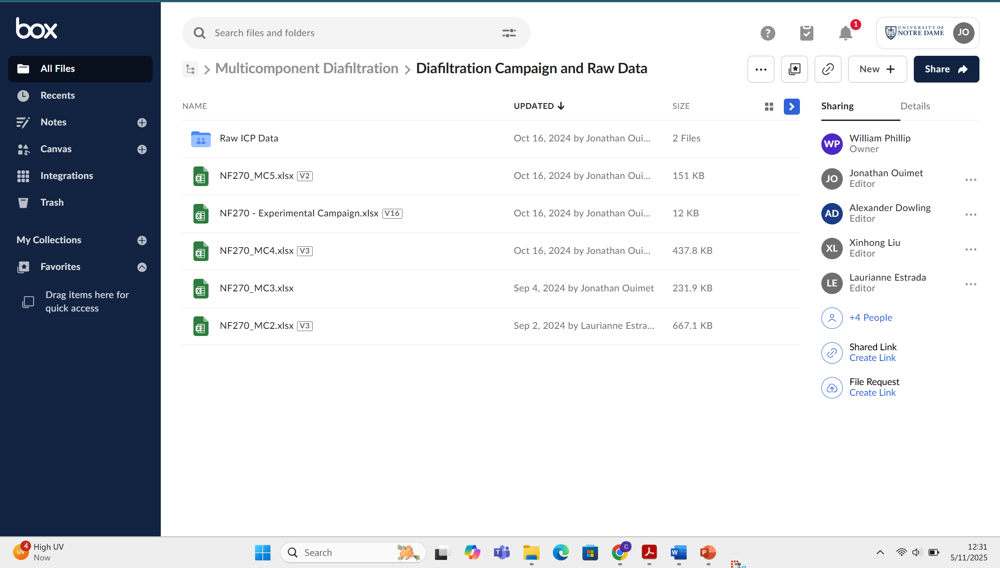 box
All Files
Recents
Notes
Canvas
Integrations
Trash
My Collections
Favorites
Drag items here for
quick access
Search files and folders
1
UNIVERSITY OF
NOTRE DAME
JO
Multicomponent Diafiltration > Diafiltration Campaign and Raw Data
New
Share
NAME UPDATED SIZE
Raw ICP Data Oct 16, 2024 by Jonathan Oui... 2 Files
NF270_MC5.xlsx V2 Oct 16, 2024 by Jonathan Oui... 151 KB
NF270 - Experimental Campaign.xlsx V16 Oct 16, 2024 by Jonathan Oui... 12 KB
NF270_MC4.xlsx V3 Oct 16, 2024 by Jonathan Oui... 437.8 KB
NF270_MC3.xlsx Sep 4, 2024 by Jonathan Ouimet 231.9 KB
NF270_MC2.xlsx V3 Sep 2, 2024 by Laurianne Estra... 667.1 KB
Sharing Details
WP William Phillip
Owner
JO Jonathan Ouimet
Editor
AD Alexander Dowling
Editor
XL Xinhong Liu
Editor
LE Laurianne Estrada
Editor
+4 People
Shared Link
Create Link
File Request
Create Link
UV 4 High UV
Now
Search
C
12:31
5/11/2025